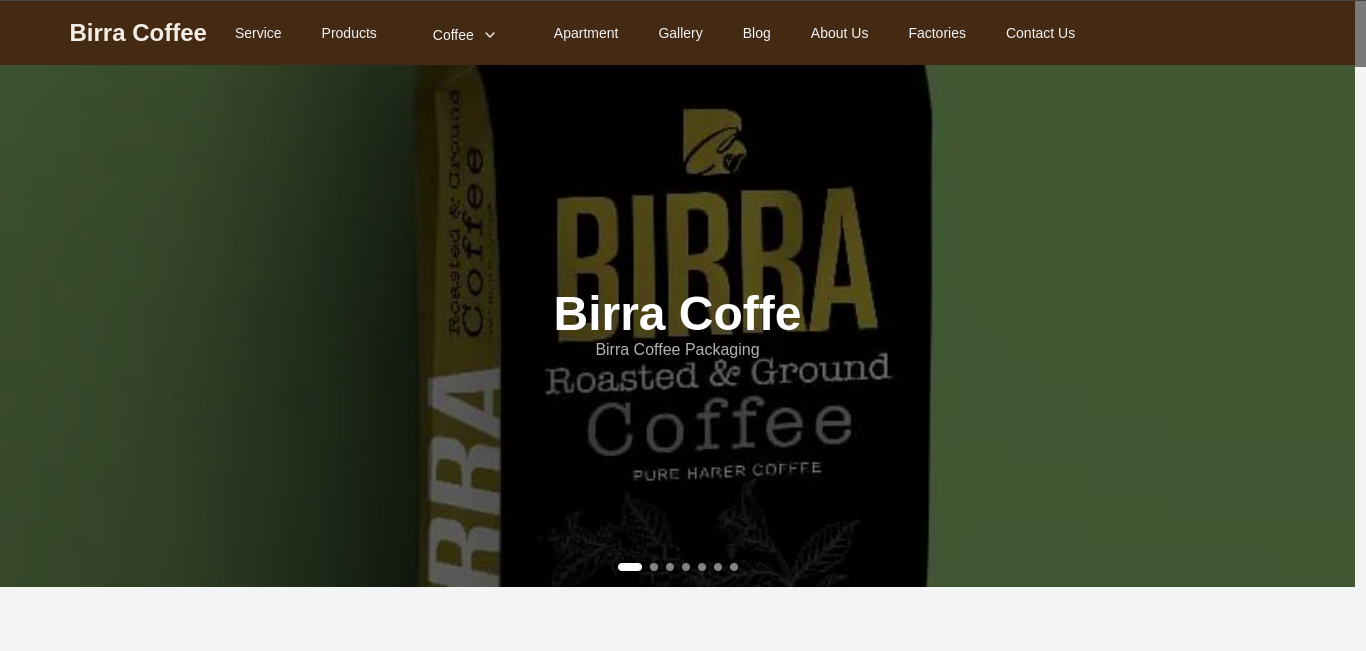 Birra Coffee
Service
Products
Coffee
Apartment
Gallery
Blog
About Us
Factories
Contact Us
Roasted & Ground
Coffee
BIRRA
BIRRA
Birra Coffe
Birra Coffee Packaging
Roasted & Ground
Coffee
PURE HARER COFFEE